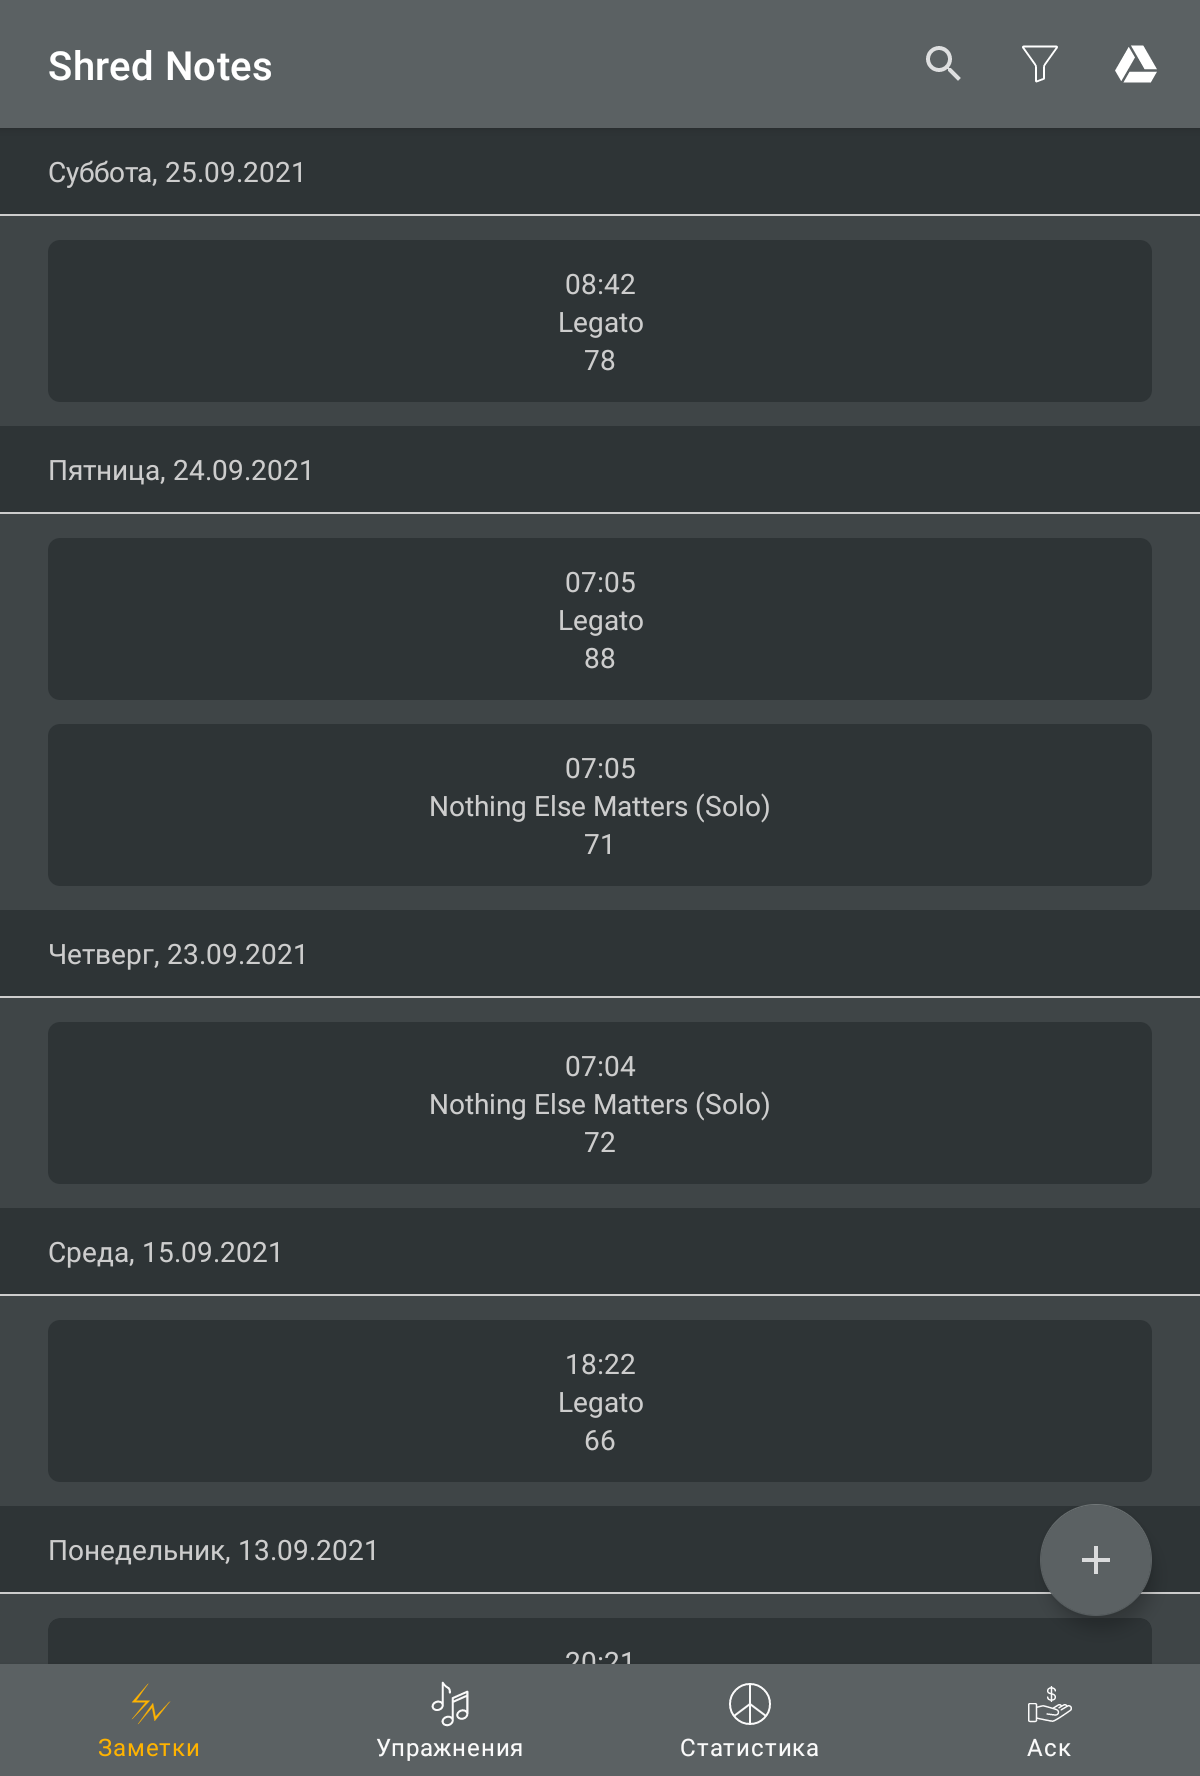 Shred Notes
Суббота, 25.09.2021
08:42
Legato
78
Пятница, 24.09.2021
07:05
Legato
88
07:05
Nothing Else Matters (Solo)
71
Четверг, 23.09.2021
07:04
Nothing Else Matters (Solo)
72
Среда, 15.09.2021
18:22
Legato
66
Понедельник, 13.09.2021
20:21
Заметки
Упражнения
Статистика
Аск